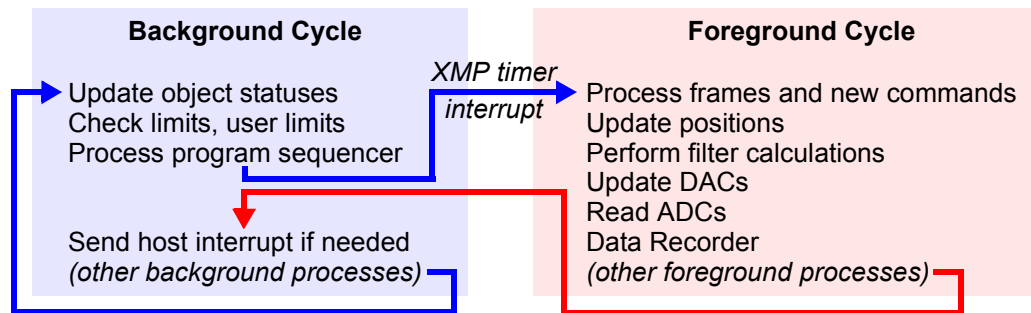 Background Cycle
Update object statuses
Check limits, user limits
Process program sequencer
Send host interrupt if needed
(other background processes)
XMP timer
interrupt
Foreground Cycle
Process frames and new commands
Update positions
Perform filter calculations
Update DACs
Read ADCs
Data Recorder
(other foreground processes)